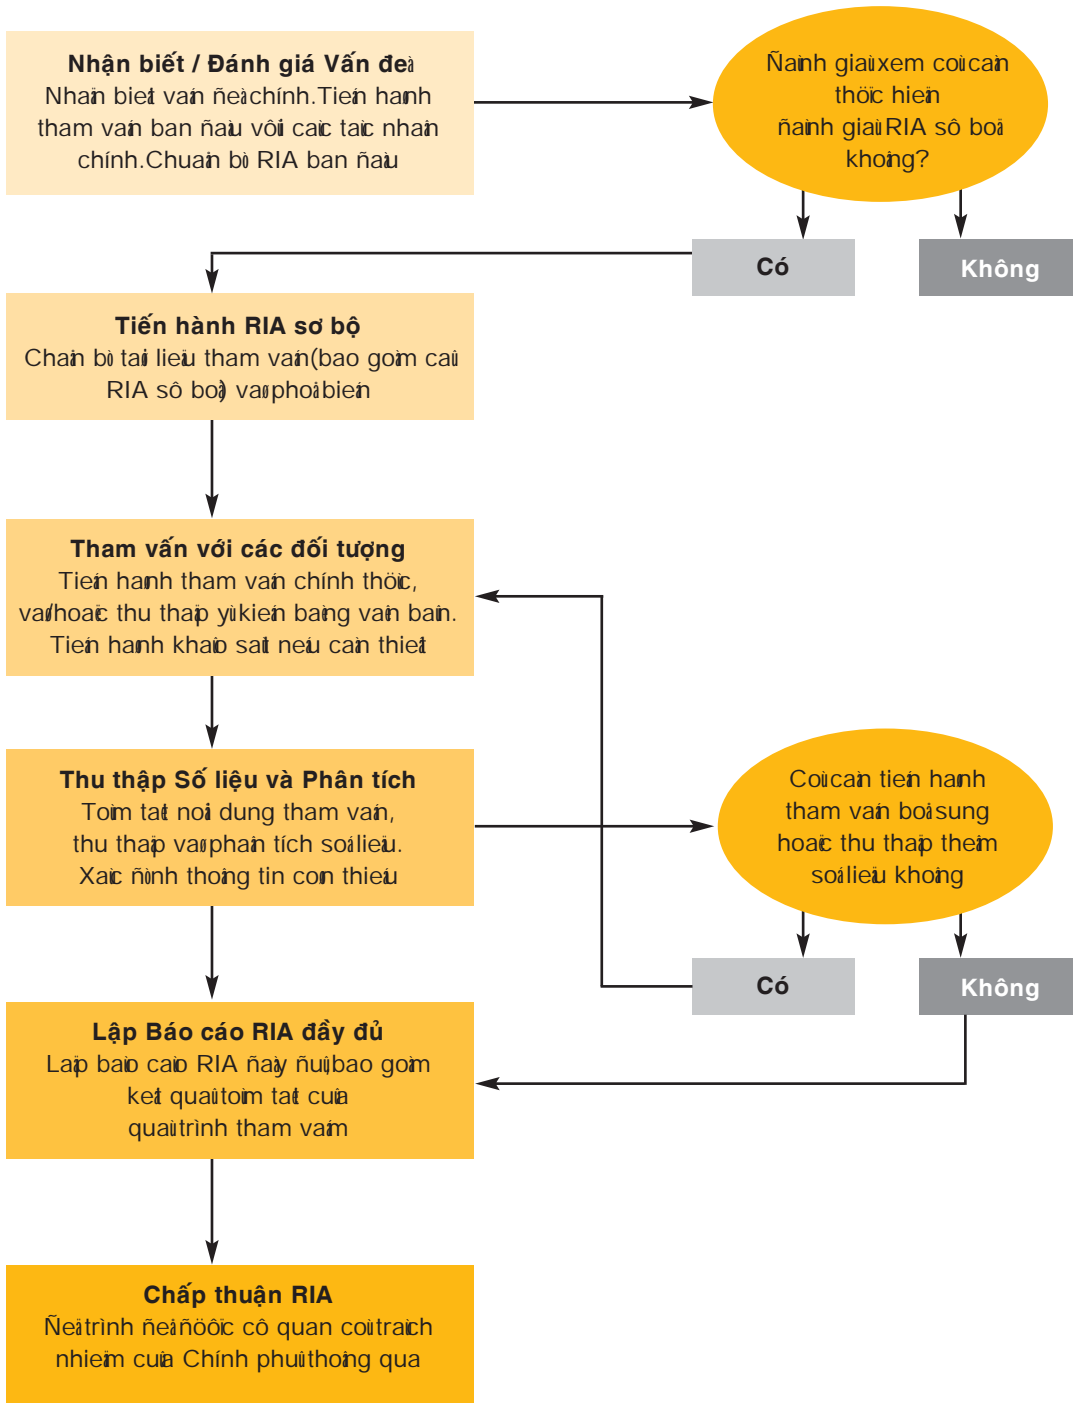 Nhận biết / Đánh giá Vấn đeà
Nhaän bieát vaán ñeà chính.Tieán haønh
tham vaán ban ñaàu vôùi caùc taùc nhaân
chính.Chuaån bò RIA ban ñaàu
Ñaùnh giaù xem coù caàn
thöïc hieän
ñaùnh giaù RIA sô boä
khoâng?
Có
Không
Tiến hành RIA sơ bộ
Chaån bò taøi lieäu tham vaán(bao goàm caû
RIA sô boä) vaø phoå bieán
Tham vấn với các đối tượng
Tieán haønh tham vaán chính thöùc,
vaø/hoaëc thu thaäp yù kieán baèng vaên baûn.
Tieán haønh khaûo saùt neáu caàn thieát
Thu thập Số liệu và Phân tích
Toùm taét noäi dung tham vaán,
thu thaäp vaø phaân tích soá lieäu.
Xaùc ñònh thoâng tin coøn thieáu
Coù caàn tieán haønh
tham vaán boå sung
hoaëc thu thaäp theâm
soá lieäu khoâng
Có
Không
Lập Báo cáo RIA đầy đủ
Laäp baùo caùo RIA ñaày ñuû,bao goàm
keát quaû toùm taét cuûa
quaù trình tham vaán
Chấp thuận RIA
Ñeä trình ñeå ñöôïc cô quan coù traùch
nhieäm cuûa Chính phuû thoâng qua